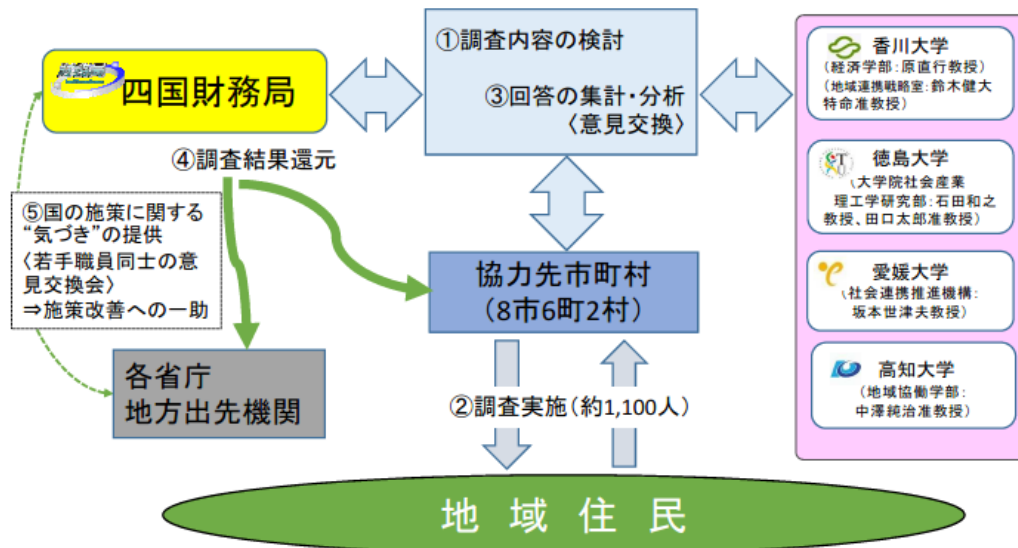 四国財務局
①調査内容の検討
③回答の集計・分析
〈意見交換〉
香川大学
(経済学部:原直行教授)
(地域連携戦略室:鈴木健大
特命准教授)
徳島大学
(大学院社会産業
理工学研究部:石田和之
教授、田口太郎准教授)
愛媛大学
(社会連携推進機構:
坂本世津夫教授)
高知大学
(地域協働学部:
中澤純治准教授)
④調査結果還元
⑤国の施策に関する
“気づき”の提供
〈若手職員同士の意
見交換会〉
⇒施策改善への一助
協力先市町村
(8市6町2村)
各省庁
地方出先機関
②調査実施(約1,100人)
地域住民